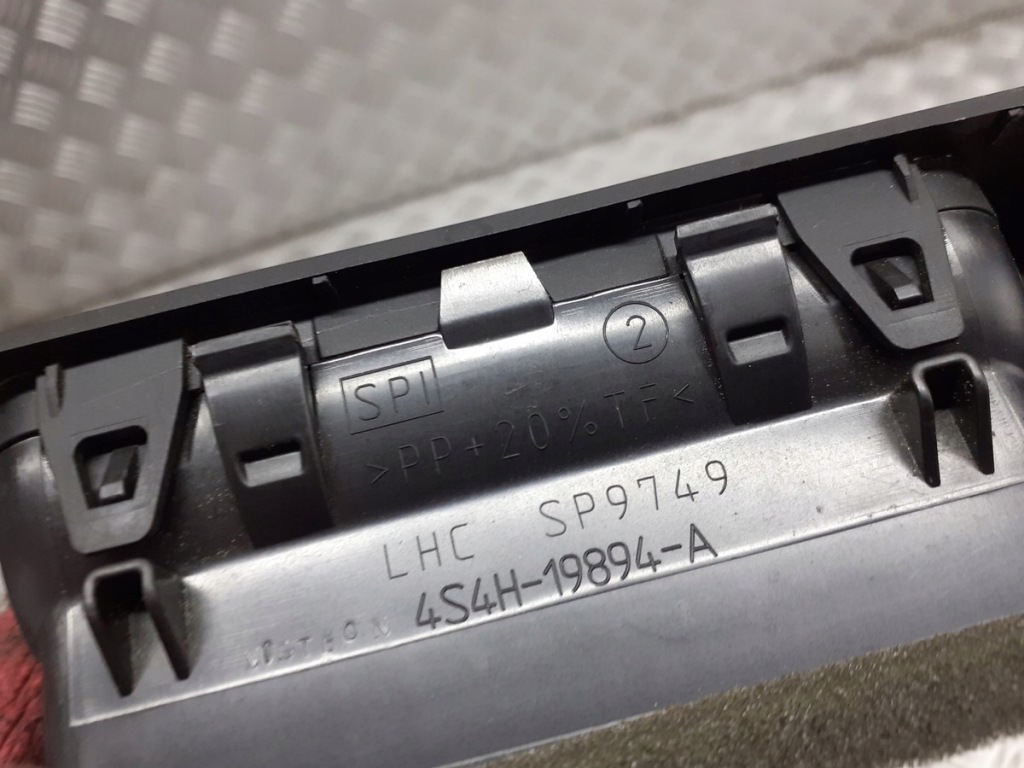 SPI
2
>PP+20%TF<
LHC SP9749
4S4H-19894-A